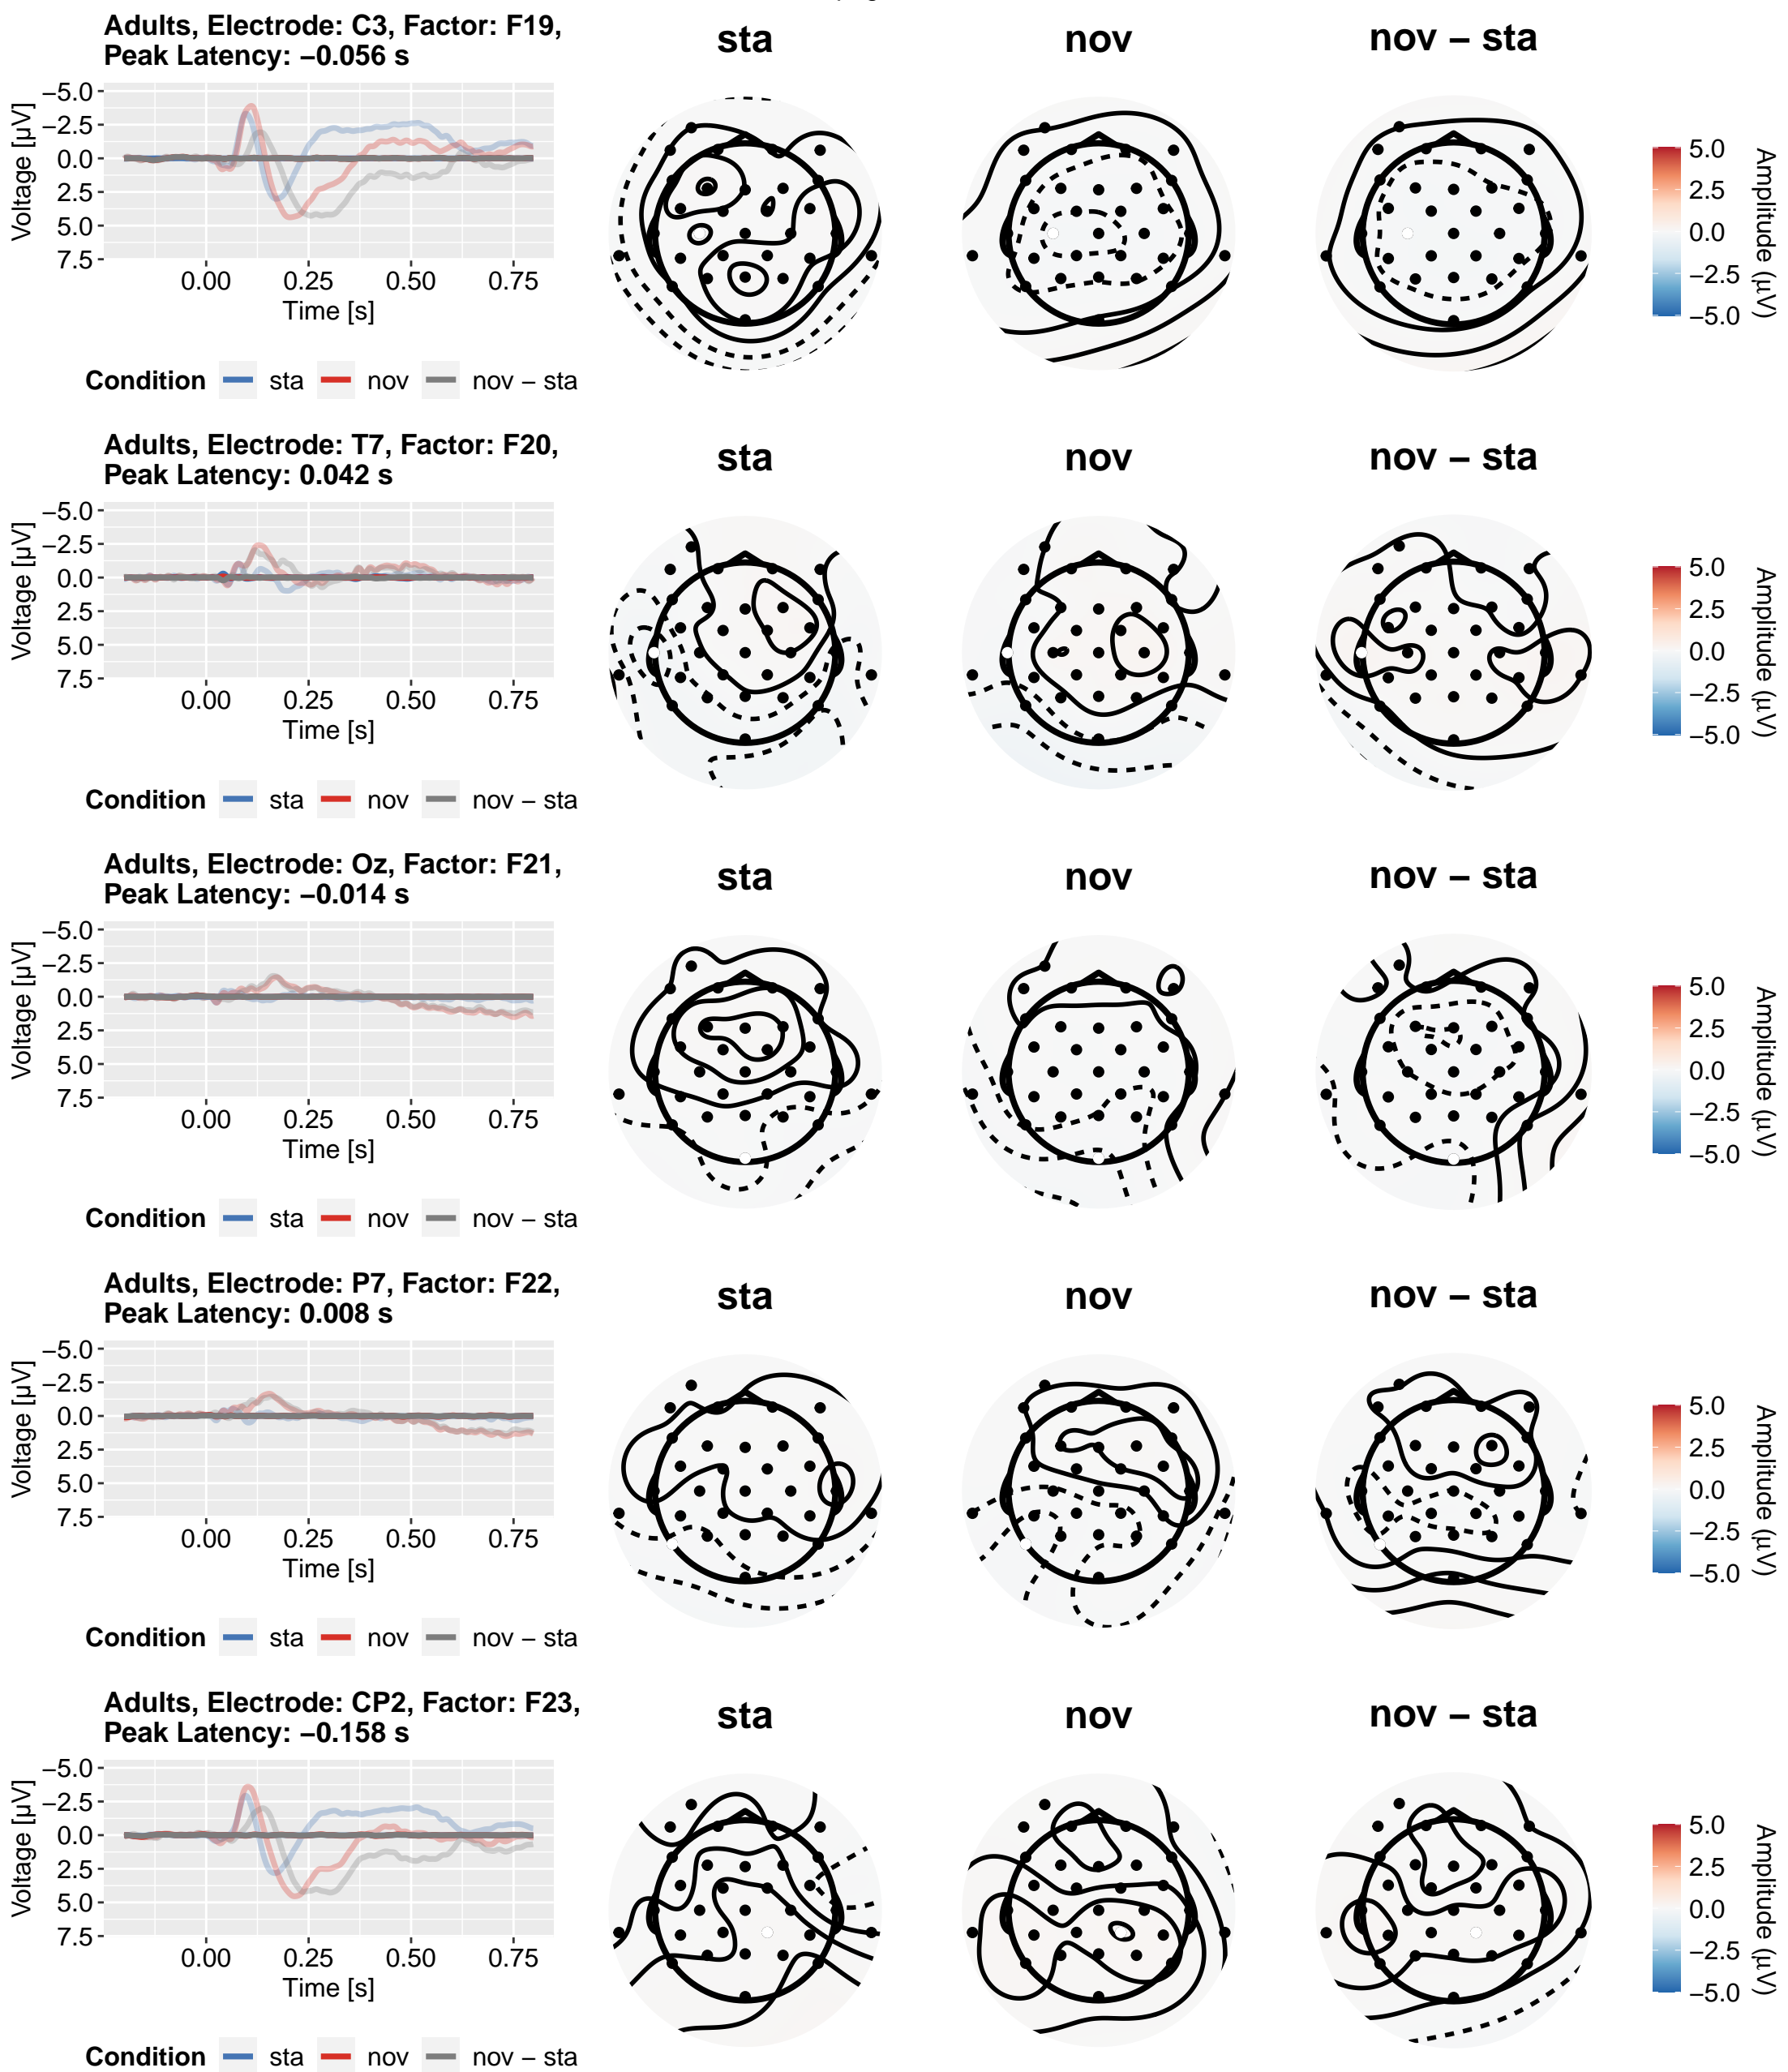 Adults, Electrode: C3, Factor: F19,
Peak Latency: −0.056 s
sta
nov
nov − sta
Voltage [µV]
−5.0
−2.5
0.0
2.5
5.0
7.5
0.00 0.25 0.50 0.75
Time [s]
Condition sta nov nov − sta
5.0
2.5
0.0
−2.5
−5.0
Amplitude (µV)
Adults, Electrode: T7, Factor: F20,
Peak Latency: 0.042 s
sta
nov
nov − sta
Voltage [µV]
−5.0
−2.5
0.0
2.5
5.0
7.5
0.00 0.25 0.50 0.75
Time [s]
Condition sta nov nov − sta
5.0
2.5
0.0
−2.5
−5.0
Amplitude (µV)
Adults, Electrode: Oz, Factor: F21,
Peak Latency: −0.014 s
sta
nov
nov − sta
Voltage [µV]
−5.0
−2.5
0.0
2.5
5.0
7.5
0.00 0.25 0.50 0.75
Time [s]
Condition sta nov nov − sta
5.0
2.5
0.0
−2.5
−5.0
Amplitude (µV)
Adults, Electrode: P7, Factor: F22,
Peak Latency: 0.008 s
sta
nov
nov − sta
Voltage [µV]
−5.0
−2.5
0.0
2.5
5.0
7.5
0.00 0.25 0.50 0.75
Time [s]
Condition sta nov nov − sta
5.0
2.5
0.0
−2.5
−5.0
Amplitude (µV)
Adults, Electrode: CP2, Factor: F23,
Peak Latency: −0.158 s
sta
nov
nov − sta
Voltage [µV]
−5.0
−2.5
0.0
2.5
5.0
7.5
0.00 0.25 0.50 0.75
Time [s]
Condition sta nov nov − sta
5.0
2.5
0.0
−2.5
−5.0
Amplitude (µV)